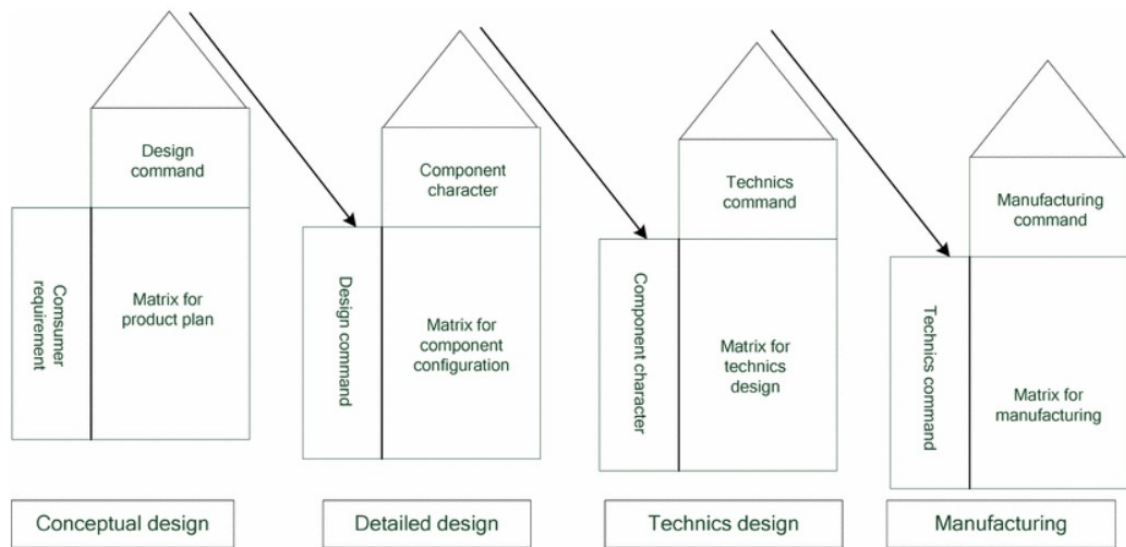 Design
command
Comsumer
requirement
Matrix for
product plan
Conceptual design
Component
character
Design command
Matrix for
component
configuration
Detailed design
Technics
command
Component character
Matrix for
technics
design
Technics design
Manufacturing
command
Technics command
Matrix for
manufacturing
Manufacturing